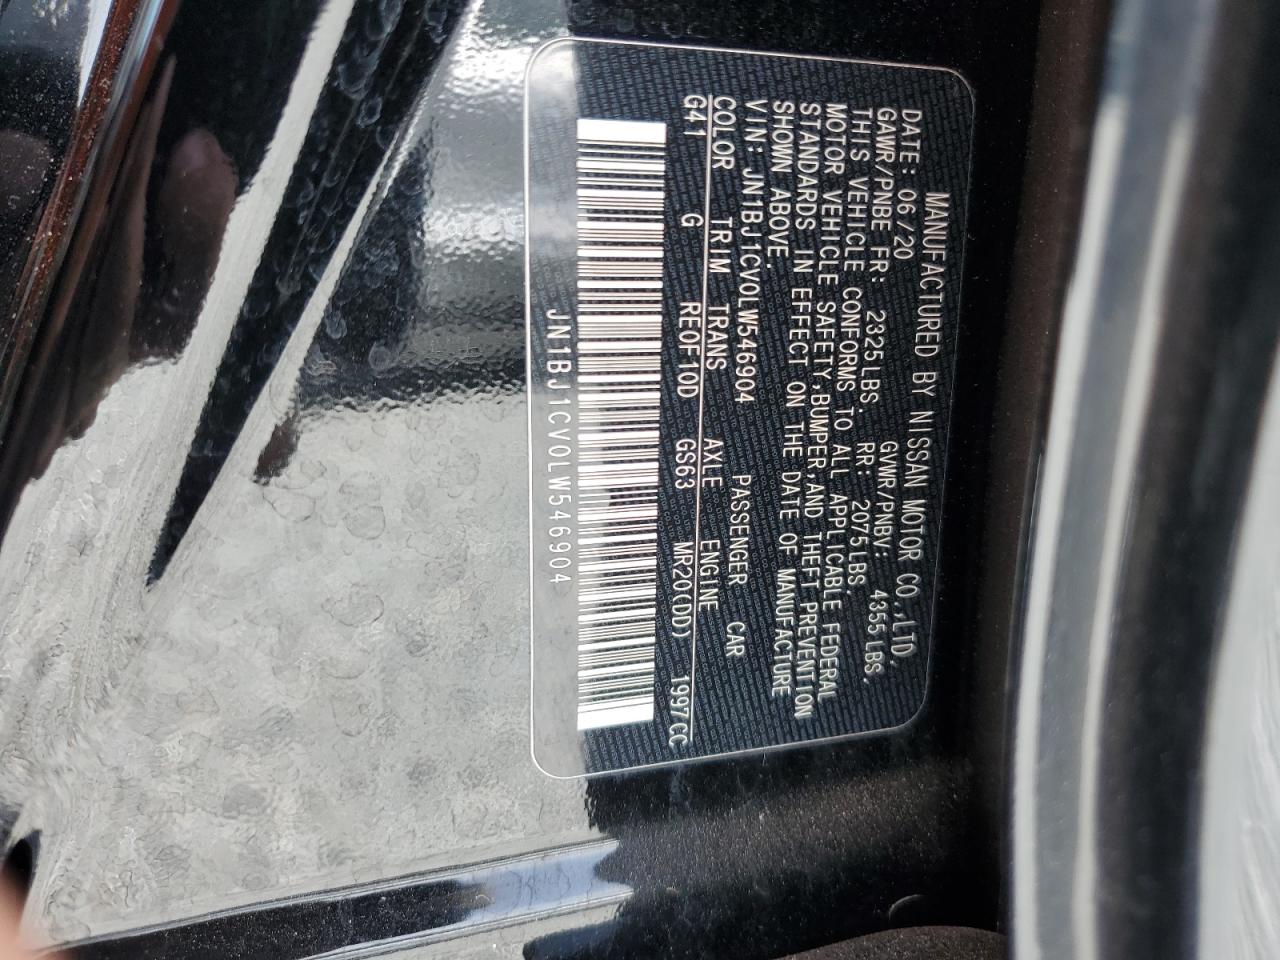 MANUFACTURED BY NISSAN MOTOR CO.,LTD.
DATE: 06/20 GVWR/PNBV: 4355LBS.
GAWR/PNBE FR: 2325LBS. RR: 2075LBS.
THIS VEHICLE CONFORMS TO ALL APPLICABLE FEDERAL
MOTOR VEHICLE SAFETY,BUMPER,AND THEFT PREVENTION
STANDARDS IN EFFECT ON THE DATE OF MANUFACTURE
SHOWN ABOVE.
VIN: JN1BJ1CV0LW546904 PASSENGER CAR
COLOR TRIM TRANS AXLE ENGINE
G41 G RE0F10D GS63 MR20(DD) 1997CC
JN1BJ1CV0LW546904